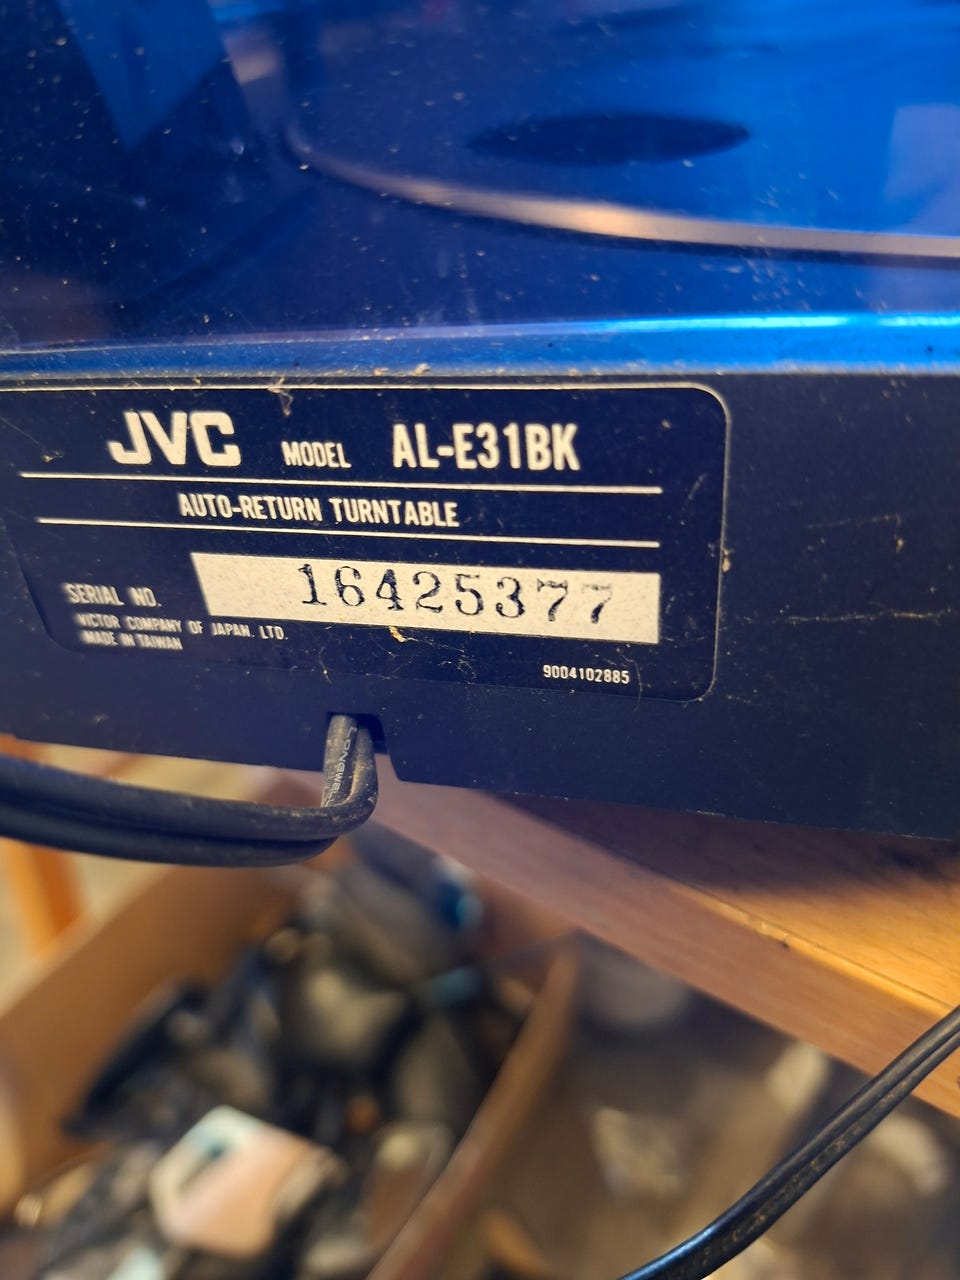 JVC MODEL AL-E31BK
AUTO-RETURN TURNTABLE
SERIAL NO. 16425377
VICTOR COMPANY OF JAPAN. LTD.
MADE IN TAIWAN
9004102885
LONGWELL